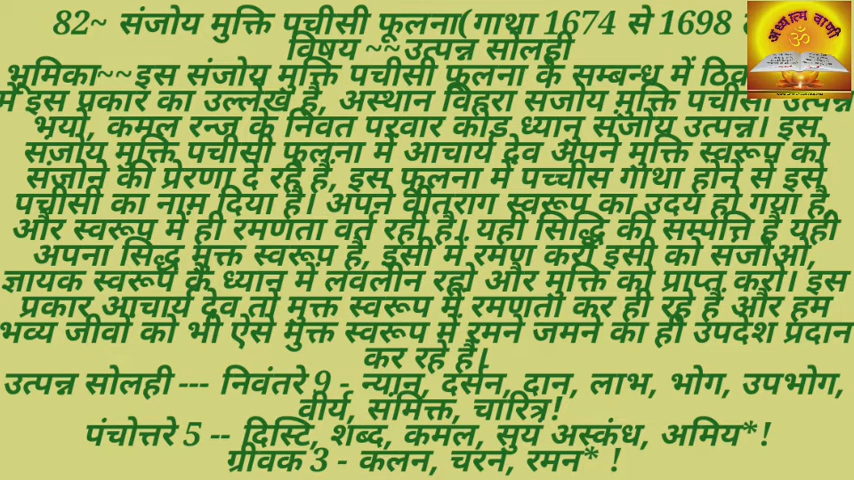 82~ संजोय मुक्ति पचीसी फूलना(गाथा 1674 से 1698
विषय ~~उत्पन्न सोलही
भूमिका~~इस संजोय मुक्ति पचीसी फूलना के सम्बन्ध में
में इस प्रकार का उल्लेख है, अस्थान विहरा संजोय मुक्ति पचीसी उत्पन्न
भयो, कमल रन्ज के निवत परवार कोड ध्यान संजोय उत्पन्न। इस
संजोय मुक्ति पचीसी फूलना में आचार्य देव अपने मुक्ति स्वरूप को
संजोने की प्रेरणा दे रहे हैं, इस फूलना में पच्चीस गाथा होने से इसे
पचीसी का नाम दिया है। अपने वीतराग स्वरूप का उदय हो गया है,
और स्वरूप में ही रमणता वर्त रही है। यही सिद्धि की सम्पत्ति है यही
अपना सिद्ध मुक्त स्वरूप है, इसी में रमण करो इसी को संजोओ,
ज्ञायक स्वरूप के ध्यान में लवलीन रहो और मुक्ति को प्राप्त करो। इस
प्रकार आचार्य देव तो मुक्त स्वरूप में रमणता कर ही रहे हैं और हम
भव्य जीवों को भी ऐसे मुक्त स्वरूप में रमने जमने का ही उपदेश प्रदान
कर रहे हैं।
उत्पन्न सोलही --- निवंतरे 9 - न्यान, दर्सन, दान, लाभ, भोग, उपभोग,
वीर्य, संमिक्त, चारित्र!
पंचोत्तरे 5 -- दिस्टि, शब्द, कमल, सुय अस्कंध, अमिय*!
ग्रीवक 3 - कलन, चरन, रमन* !
अध्यात्म वाणी
ॐ